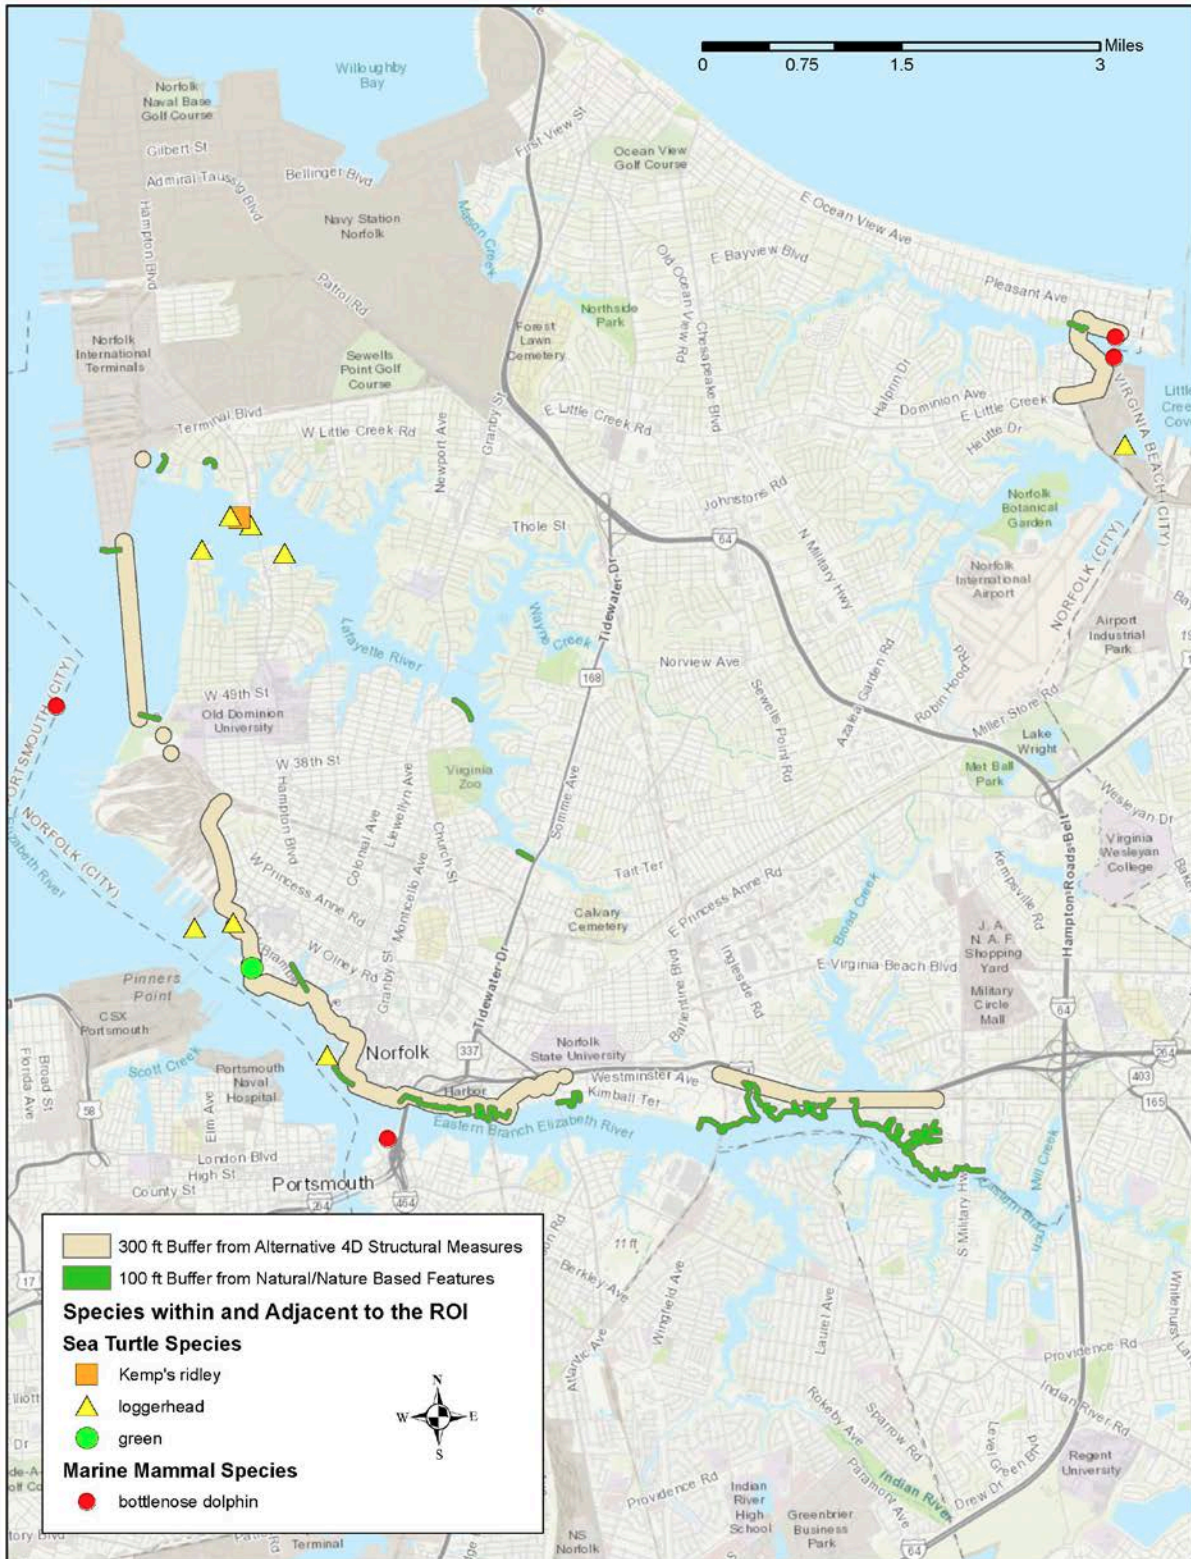 Miles
0 0.75 1.5 3
Willoughby
Bay
Norfolk
Naval Base
Golf Course
Gilbert St
Admiral Taussig Blvd
Bellinger Blvd
First View St
Ocean View
Golf Course
Hampton Blvd
Navy Station
Norfolk
Mason Creek
E Ocean View Ave
E Bayview Blvd
Old Ocean View Rd
Patrol Rd
Pleasant Ave
Northside
Park
Forest
Lawn
Cemetery
Norfolk
International
Terminals
Sewells
Point Golf
Course
Chesapeake Blvd
Halprin Dr
Dominion Ave
E Little Creek
VIRGINIA BEACH (CITY)
Terminal Blvd
W Little Creek Rd
Newport Ave
Granby St
E Little Creek Rd
Heutte Dr
Johnstons Rd
Norfolk
Botanical
Garden
Thole St
64
N Military Hwy
Norfolk
International
Airport
NORFOLK (CITY)
Airport
Industrial
Park
Tidewater Dr
Wayne Creek
Lafayette River
Norview Ave
168
Sewells Point Rd
Azalea Garden Rd
Robin Hood Rd
Miller Store Rd
PORTSMOUTH (CITY)
W 49th St
Old Dominion
University
Lake
Wright
Met Ball
Park
W 38th St
Virginia
Zoo
Hampton Blvd
Colonial Ave
Llewellyn Ave
Church St
Somme Ave
Wesleyan Dr
Virginia
Wesleyan
College
NORFOLK (CITY)
W Princess Anne Rd
Monticello Ave
Tait Ter
E Princess Anne Rd
Broad Creek
Kempsville Rd
Hampton Roads Belt
Calvary
Cemetery
J. A.
N. A. F.
Shopping
Yard
W Olney Rd
Granby St
Tidewater Dr
Ballentine Blvd
Ingleside Rd
E Virginia Beach Blvd
Military
Circle
Mall
64
Pinners
Point
CSX
Portsmouth
Scott Creek
Portsmouth
Naval
Hospital
Norfolk
337
Harbor
Norfolk
State University
Westminster Ave
Kimball Ter
264
403
165
Broad St
Florida Ave
58
Elm Ave
Eastern Branch Elizabeth River
London Blvd
High St
County St
Portsmouth
264
464
Mill Creek
S Military Hwy
17
11 ft
Berkley Ave
Wingfield Ave
Atlantic Ave
Laurel Ave
Providence Rd
Indian River Rd
Rokeby Ave
Sparrow Rd
Level Green Blvd
Paramont Ave
Indian River
Drew Dr
Regent
University
Providence Rd
Indian
River
High
School
Greenbrier
Business
Park
NS
Norfolk
64
Terminal
300 ft Buffer from Alternative 4D Structural Measures
100 ft Buffer from Natural/Nature Based Features
Species within and Adjacent to the ROI
Sea Turtle Species
Kemp's ridley
loggerhead
green
Marine Mammal Species
bottlenose dolphin
N
W E
S